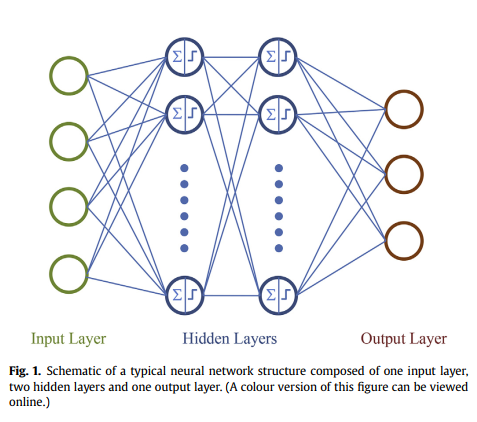 Σ
Σ
Σ
Σ
Σ
Σ
Input Layer
Hidden Layers
Output Layer
Fig. 1. Schematic of a typical neural network structure composed of one input layer,
two hidden layers and one output layer. (A colour version of this figure can be viewed
online.)